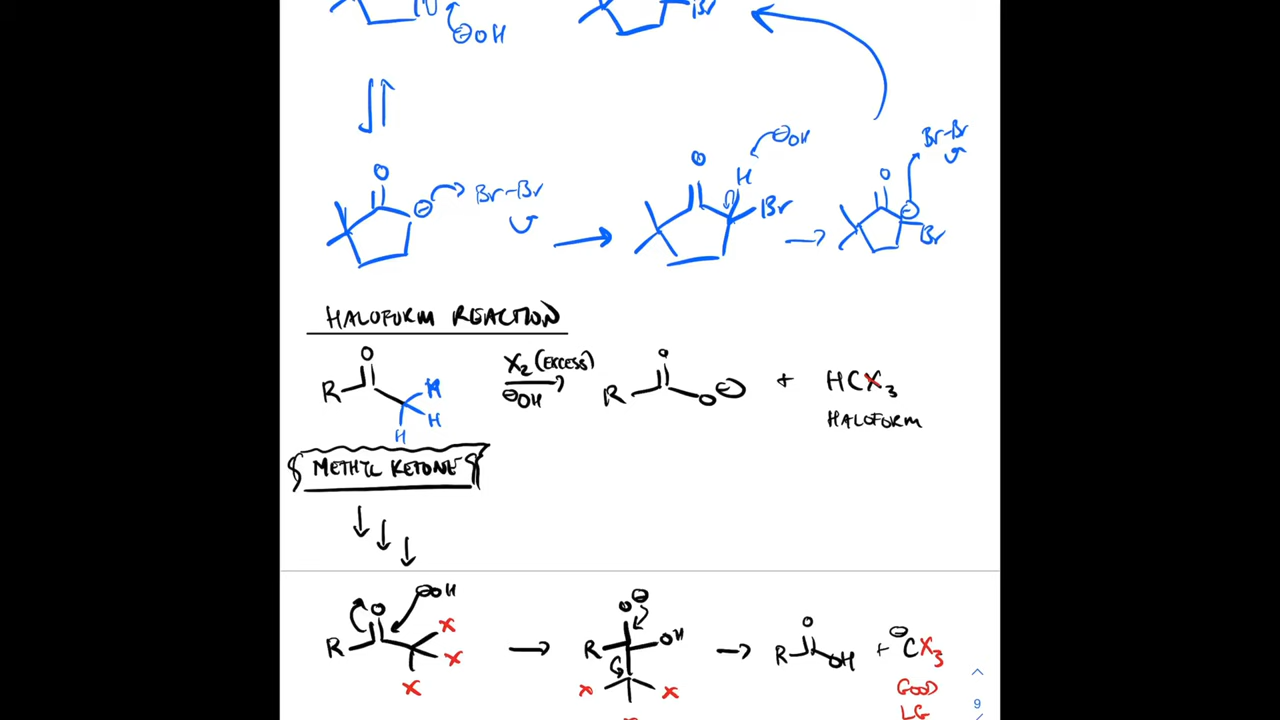 Br
⊖OH
⊖OH
Br-Br
O
H
O
Br-Br
O
Br
⊖
Br
HALOFORM REACTION
O
R
H
H
H
X2 (EXCESS)
⊖OH
O
R
O⊖
+ HCX3
HALOFORM
METHYL KETONE
⊖OH
O
R
X
X
X
O⊖
R
OH
X
X
O
R
OH
+ ⊖CX3
GOOD
LG
9